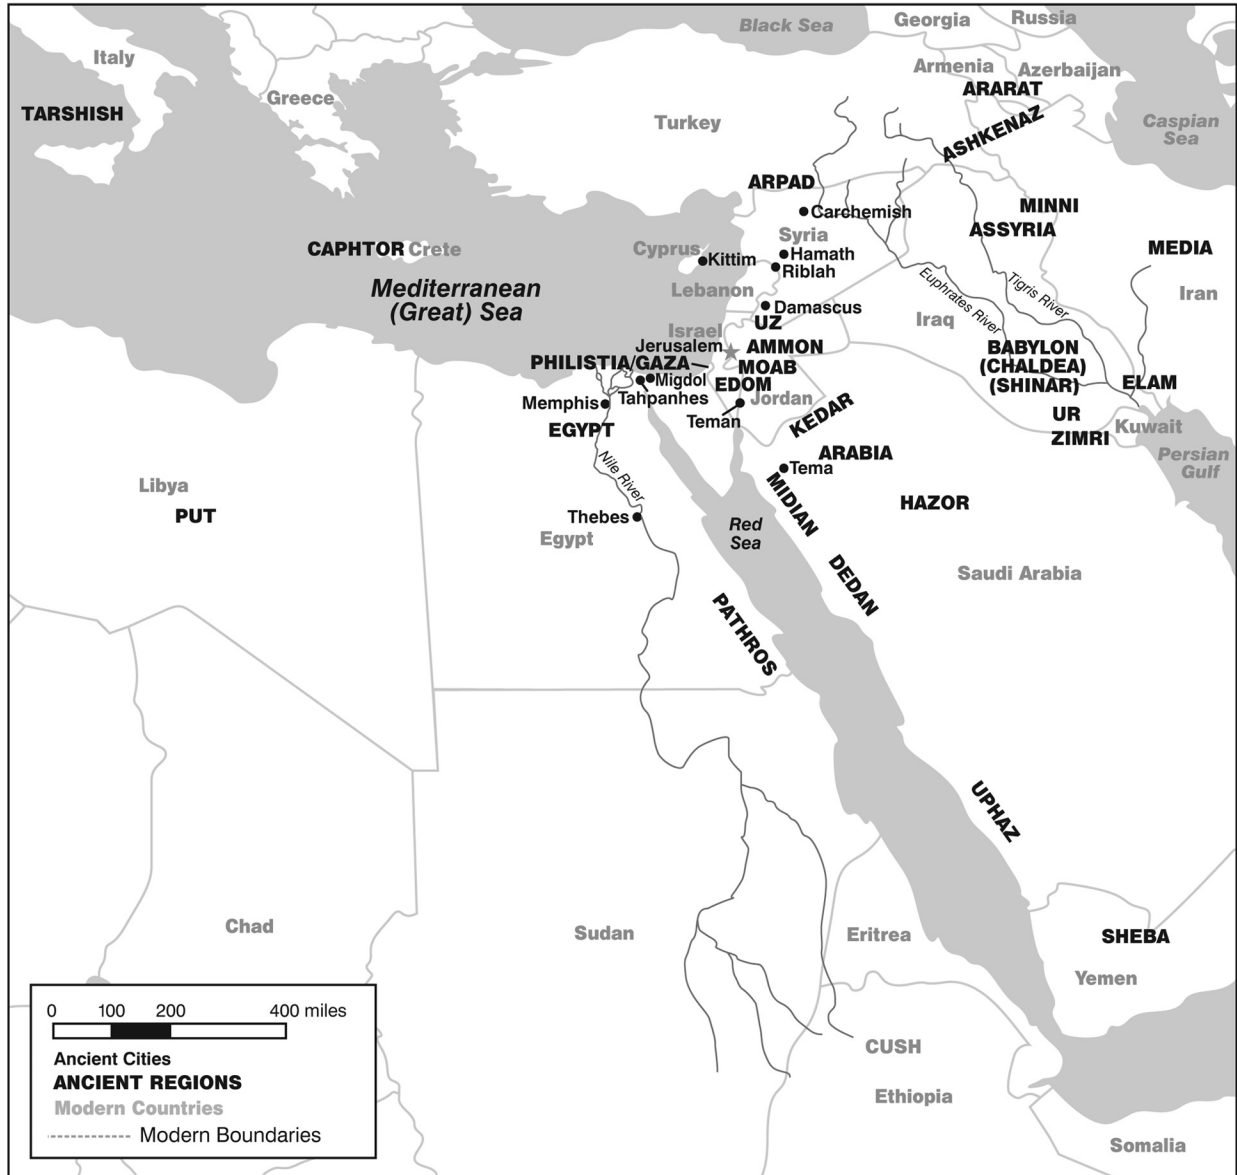 Black Sea
Georgia
Russia
Italy
Armenia
Azerbaijan
Greece
ARARAT
TARSHISH
Turkey
ASHKENAZ
Caspian
Sea
ARPAD
Carchemish
MINNI
Syria
ASSYRIA
CAPHTOR
Crete
Cyprus
Kittim
Hamath
Riblah
MEDIA
Mediterranean
(Great) Sea
Lebanon
Euphrates River
Tigris River
Iran
Damascus
UZ
Iraq
Israel
Jerusalem
AMMON
BABYLON
(CHALDEA)
(SHINAR)
PHILISTIA/GAZA
MOAB
Migdol
EDOM
ELAM
Tahpanhes
Jordan
Memphis
Teman
KEDAR
UR
Kuwait
EGYPT
ZIMRI
ARABIA
Persian
Gulf
Tema
Nile River
Libya
PUT
MIDIAN
HAZOR
Thebes
Red
Sea
Egypt
Saudi Arabia
DEDAN
PATHROS
UPHAZ
Chad
Sudan
Eritrea
SHEBA
Yemen
0 100 200 400 miles
Ancient Cities
ANCIENT REGIONS
Modern Countries
Modern Boundaries
CUSH
Ethiopia
Somalia